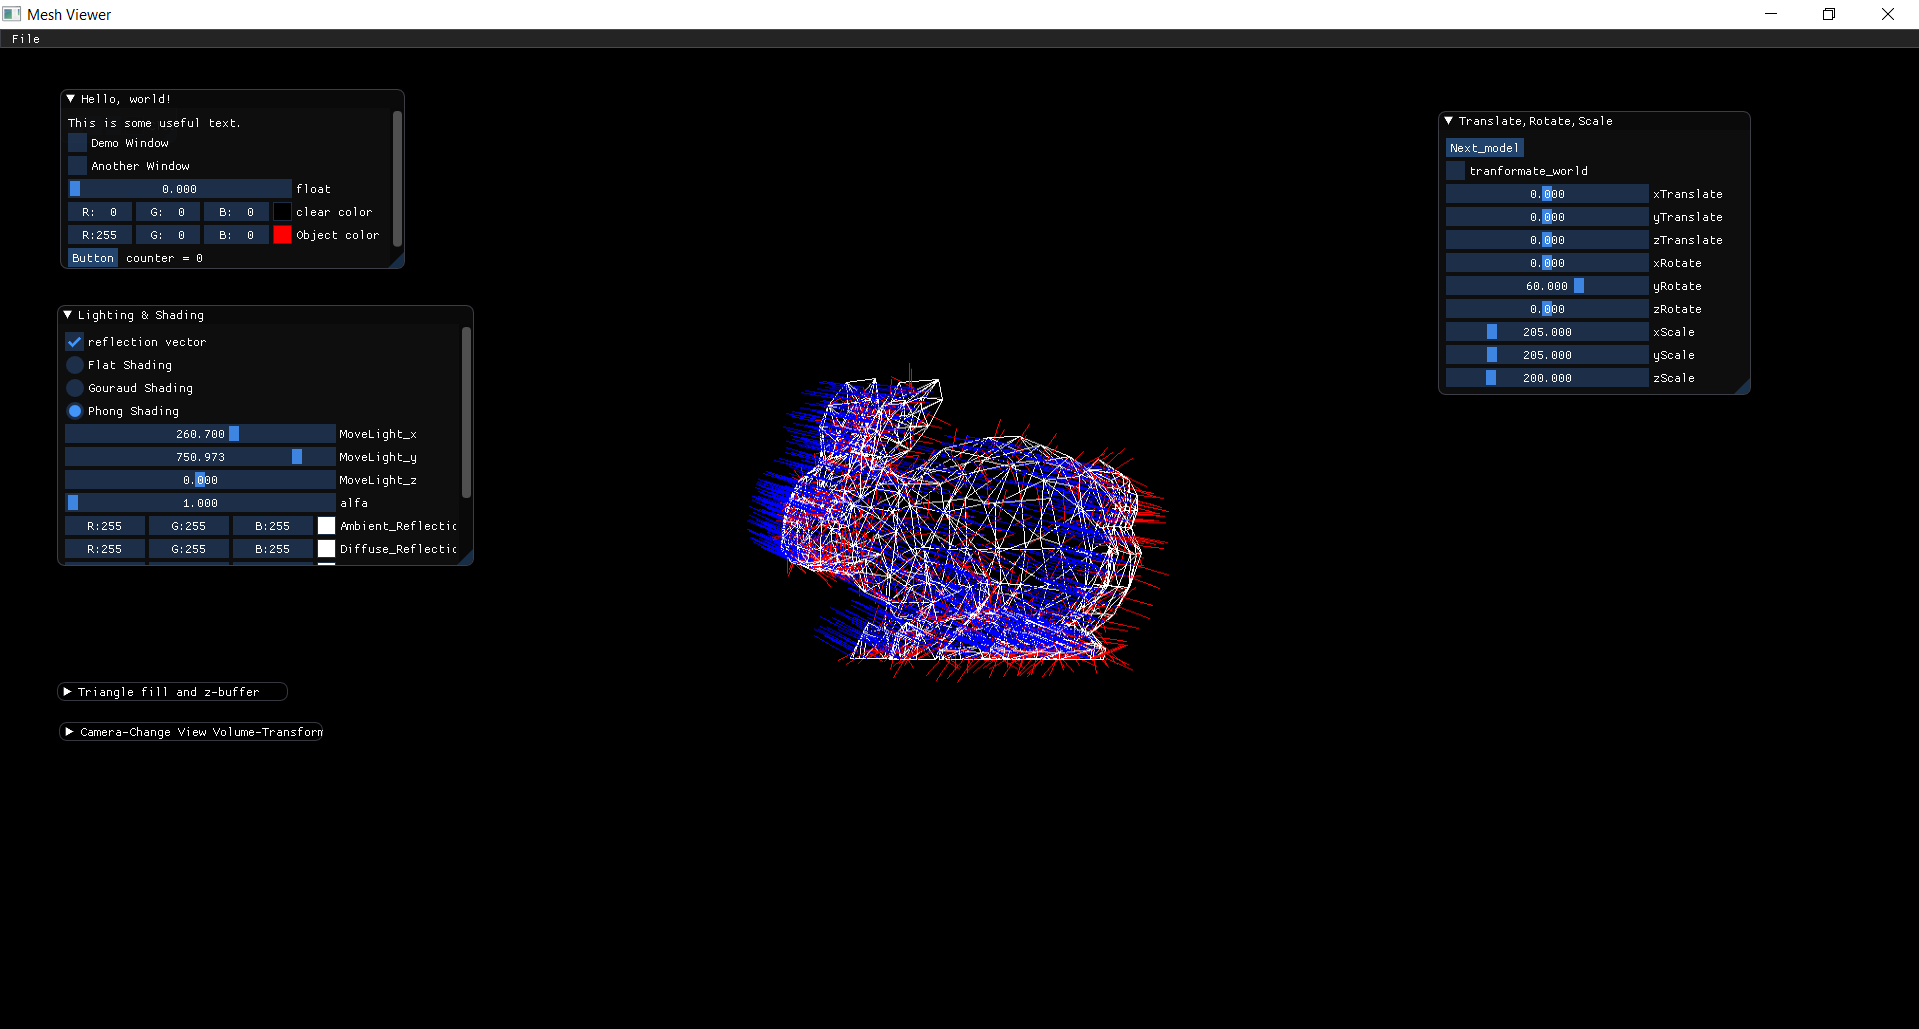 Mesh Viewer
File
Hello, world!
This is some useful text.
Demo Window
Another Window
0.000 float
R: 0 G: 0 B: 0 clear color
R:255 G: 0 B: 0 Object color
Button counter = 0
Lighting & Shading
reflection vector
Flat Shading
Gouraud Shading
Phong Shading
260.700 MoveLight_x
750.973 MoveLight_y
0.000 MoveLight_z
1.000 alfa
R:255 G:255 B:255 Ambient_Reflectic
R:255 G:255 B:255 Diffuse_Reflectic
Triangle fill and z-buffer
Camera-Change View Volume-Transform
Translate,Rotate,Scale
Next_model
tranformate_world
0.000 xTranslate
0.000 yTranslate
0.000 zTranslate
0.000 xRotate
60.000 yRotate
0.000 zRotate
205.000 xScale
205.000 yScale
200.000 zScale